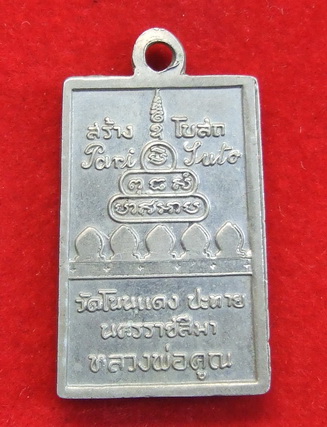 สร้าง โบสถ
Pari Suto
วัดโนนแดง ประทาย
นครราชสีมา
หลวงพ่อคูณ